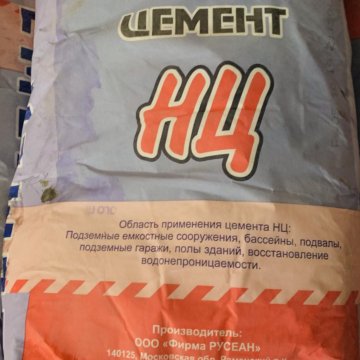 ЦЕМЕНТ
НЦ
Область применения цемента НЦ:
Подземные емкостные сооружения, бассейны, подвалы,
подземные гаражи, полы зданий, восстановление
водонепроницаемости.
Производитель:
ООО «Фирма РУСЕАН»
140125, Московская обл. Раменский